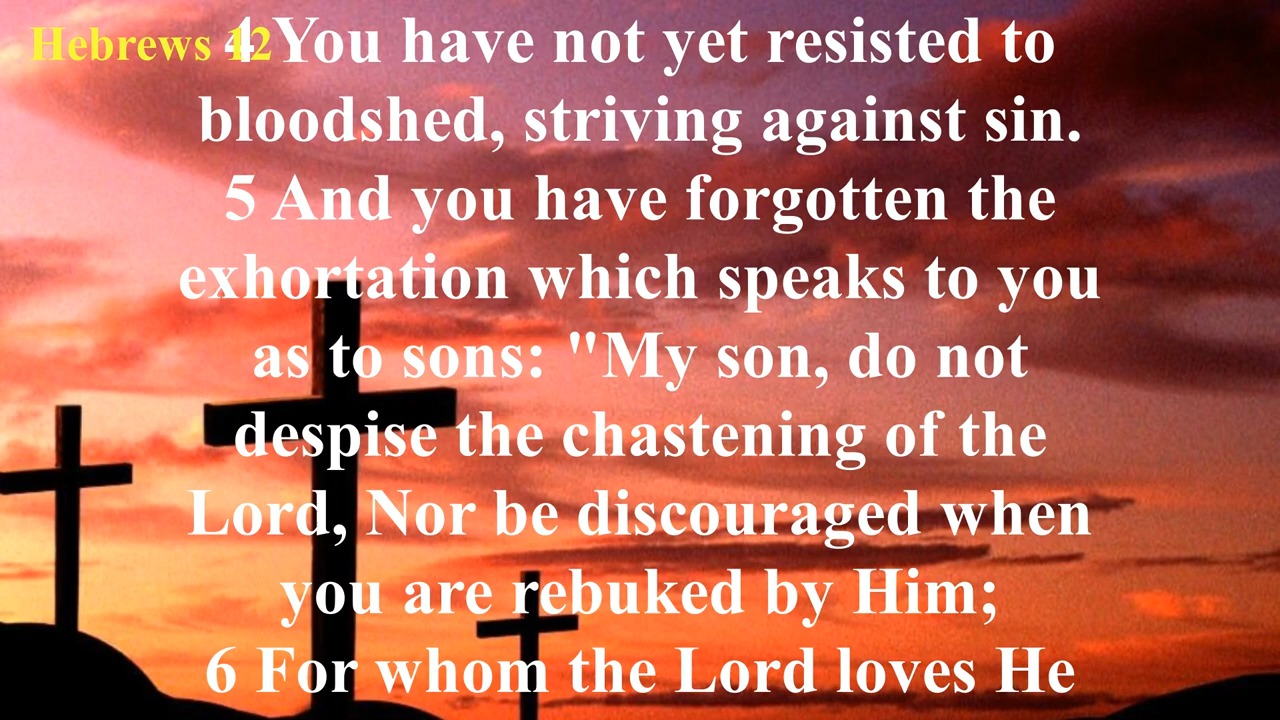 Hebrews 12
4 You have not yet resisted to
bloodshed, striving against sin.
5 And you have forgotten the
exhortation which speaks to you
as to sons: "My son, do not
despise the chastening of the
Lord, Nor be discouraged when
you are rebuked by Him;
6 For whom the Lord loves He